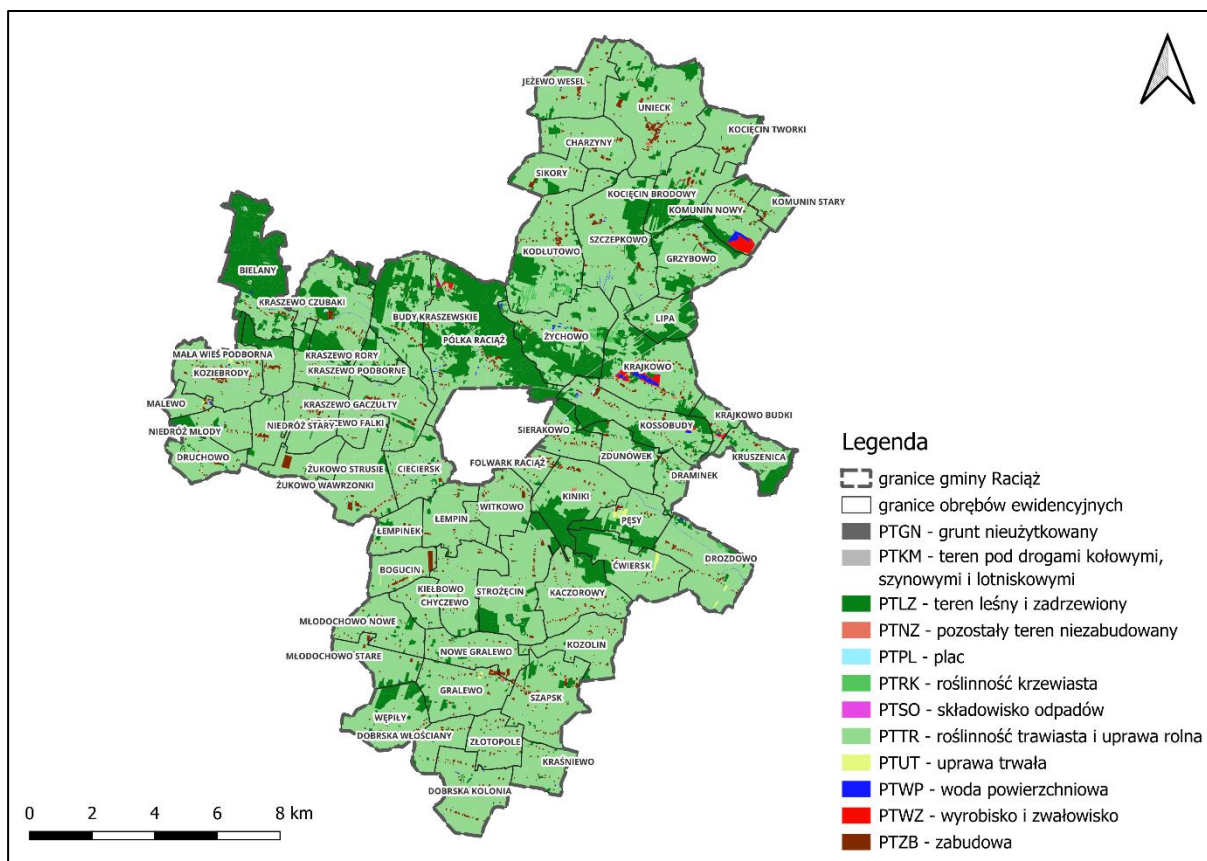 JEŻEWO WESEL
UNIECK
KOCIĘCIN TWORKI
CHARZYNY
SIKORY
KOCIĘCIN BRODOWY
KOMUNIN NOWY
KOMUNIN STARY
SZCZEPKOWO
KODŁUTOWO
GRZYBOWO
BIELANY
KRASZEWO CZUBAKI
BUDY KRASZEWSKIE
LIPA
PÓLKA RACIĄŻ
ŻYCHOWO
MAŁA WIEŚ PODBORNA
KRASZEWO RORY
KOZIEBRODY
KRASZEWO PODBORNE
KRAJKOWO
MALEWO
KRASZEWO GACZUŁTY
KRAJKOWO BUDKI
NIEDRÓŻ MŁODY
NIEDRÓŻ STARY
ZEWO FALKI
SIERAKOWO
KOSSOBUDY
DRUCHOWO
ŻUKOWO STRUSIE
CIECIERSK
FOLWARK RACIĄŻ
ZDUNÓWEK
KRUSZENICA
ŻUKOWO WAWRZONKI
DRAMINEK
KINIKI
WITKOWO
ŁEMPIN
PĘSY
ŁEMPINEK
DROZDOWO
BOGUCIN
ĆWIERSK
KIEŁBOWO
STROŻĘCIN
KACZOROWY
CHYCZEWO
MŁODOCHOWO NOWE
KOZOLIN
NOWE GRALEWO
MŁODOCHOWO STARE
GRALEWO
SZAPSK
WĘPIŁY
DOBRSKA WŁOŚCIANY
ZŁOTOPOLE
KRAŚNIEWO
DOBRSKA KOLONIA
0 2 4 6 8 km
Legenda
granice gminy Raciąż
granice obrębów ewidencyjnych
PTGN - grunt nieużytkowany
PTKM - teren pod drogami kołowymi,
szynowymi i lotniskowymi
PTLZ - teren leśny i zadrzewiony
PTNZ - pozostały teren niezabudowany
PTPL - plac
PTRK - roślinność krzewiasta
PTSO - składowisko odpadów
PTTR - roślinność trawiasta i uprawa rolna
PTUT - uprawa trwała
PTWP - woda powierzchniowa
PTWZ - wyrobisko i zwałowisko
PTZB - zabudowa